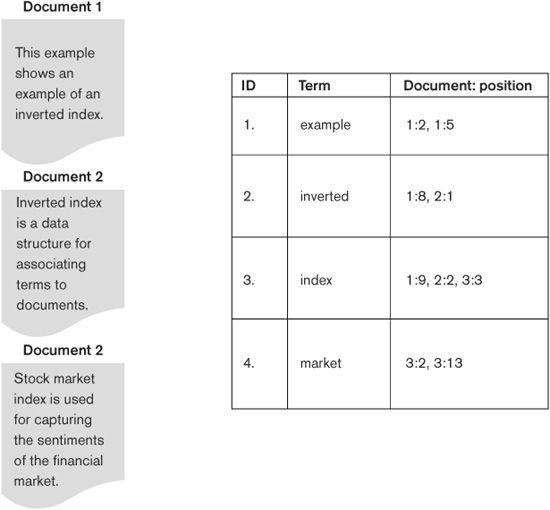 Document 1
This example
shows an
example of an
inverted index.
Document 2
Inverted index
is a data
structure for
associating
terms to
documents.
Document 2
Stock market
index is used
for capturing
the sentiments
of the financial
market.
ID Term Document: position
1. example 1:2, 1:5
2. inverted 1:8, 2:1
3. index 1:9, 2:2, 3:3
4. market 3:2, 3:13